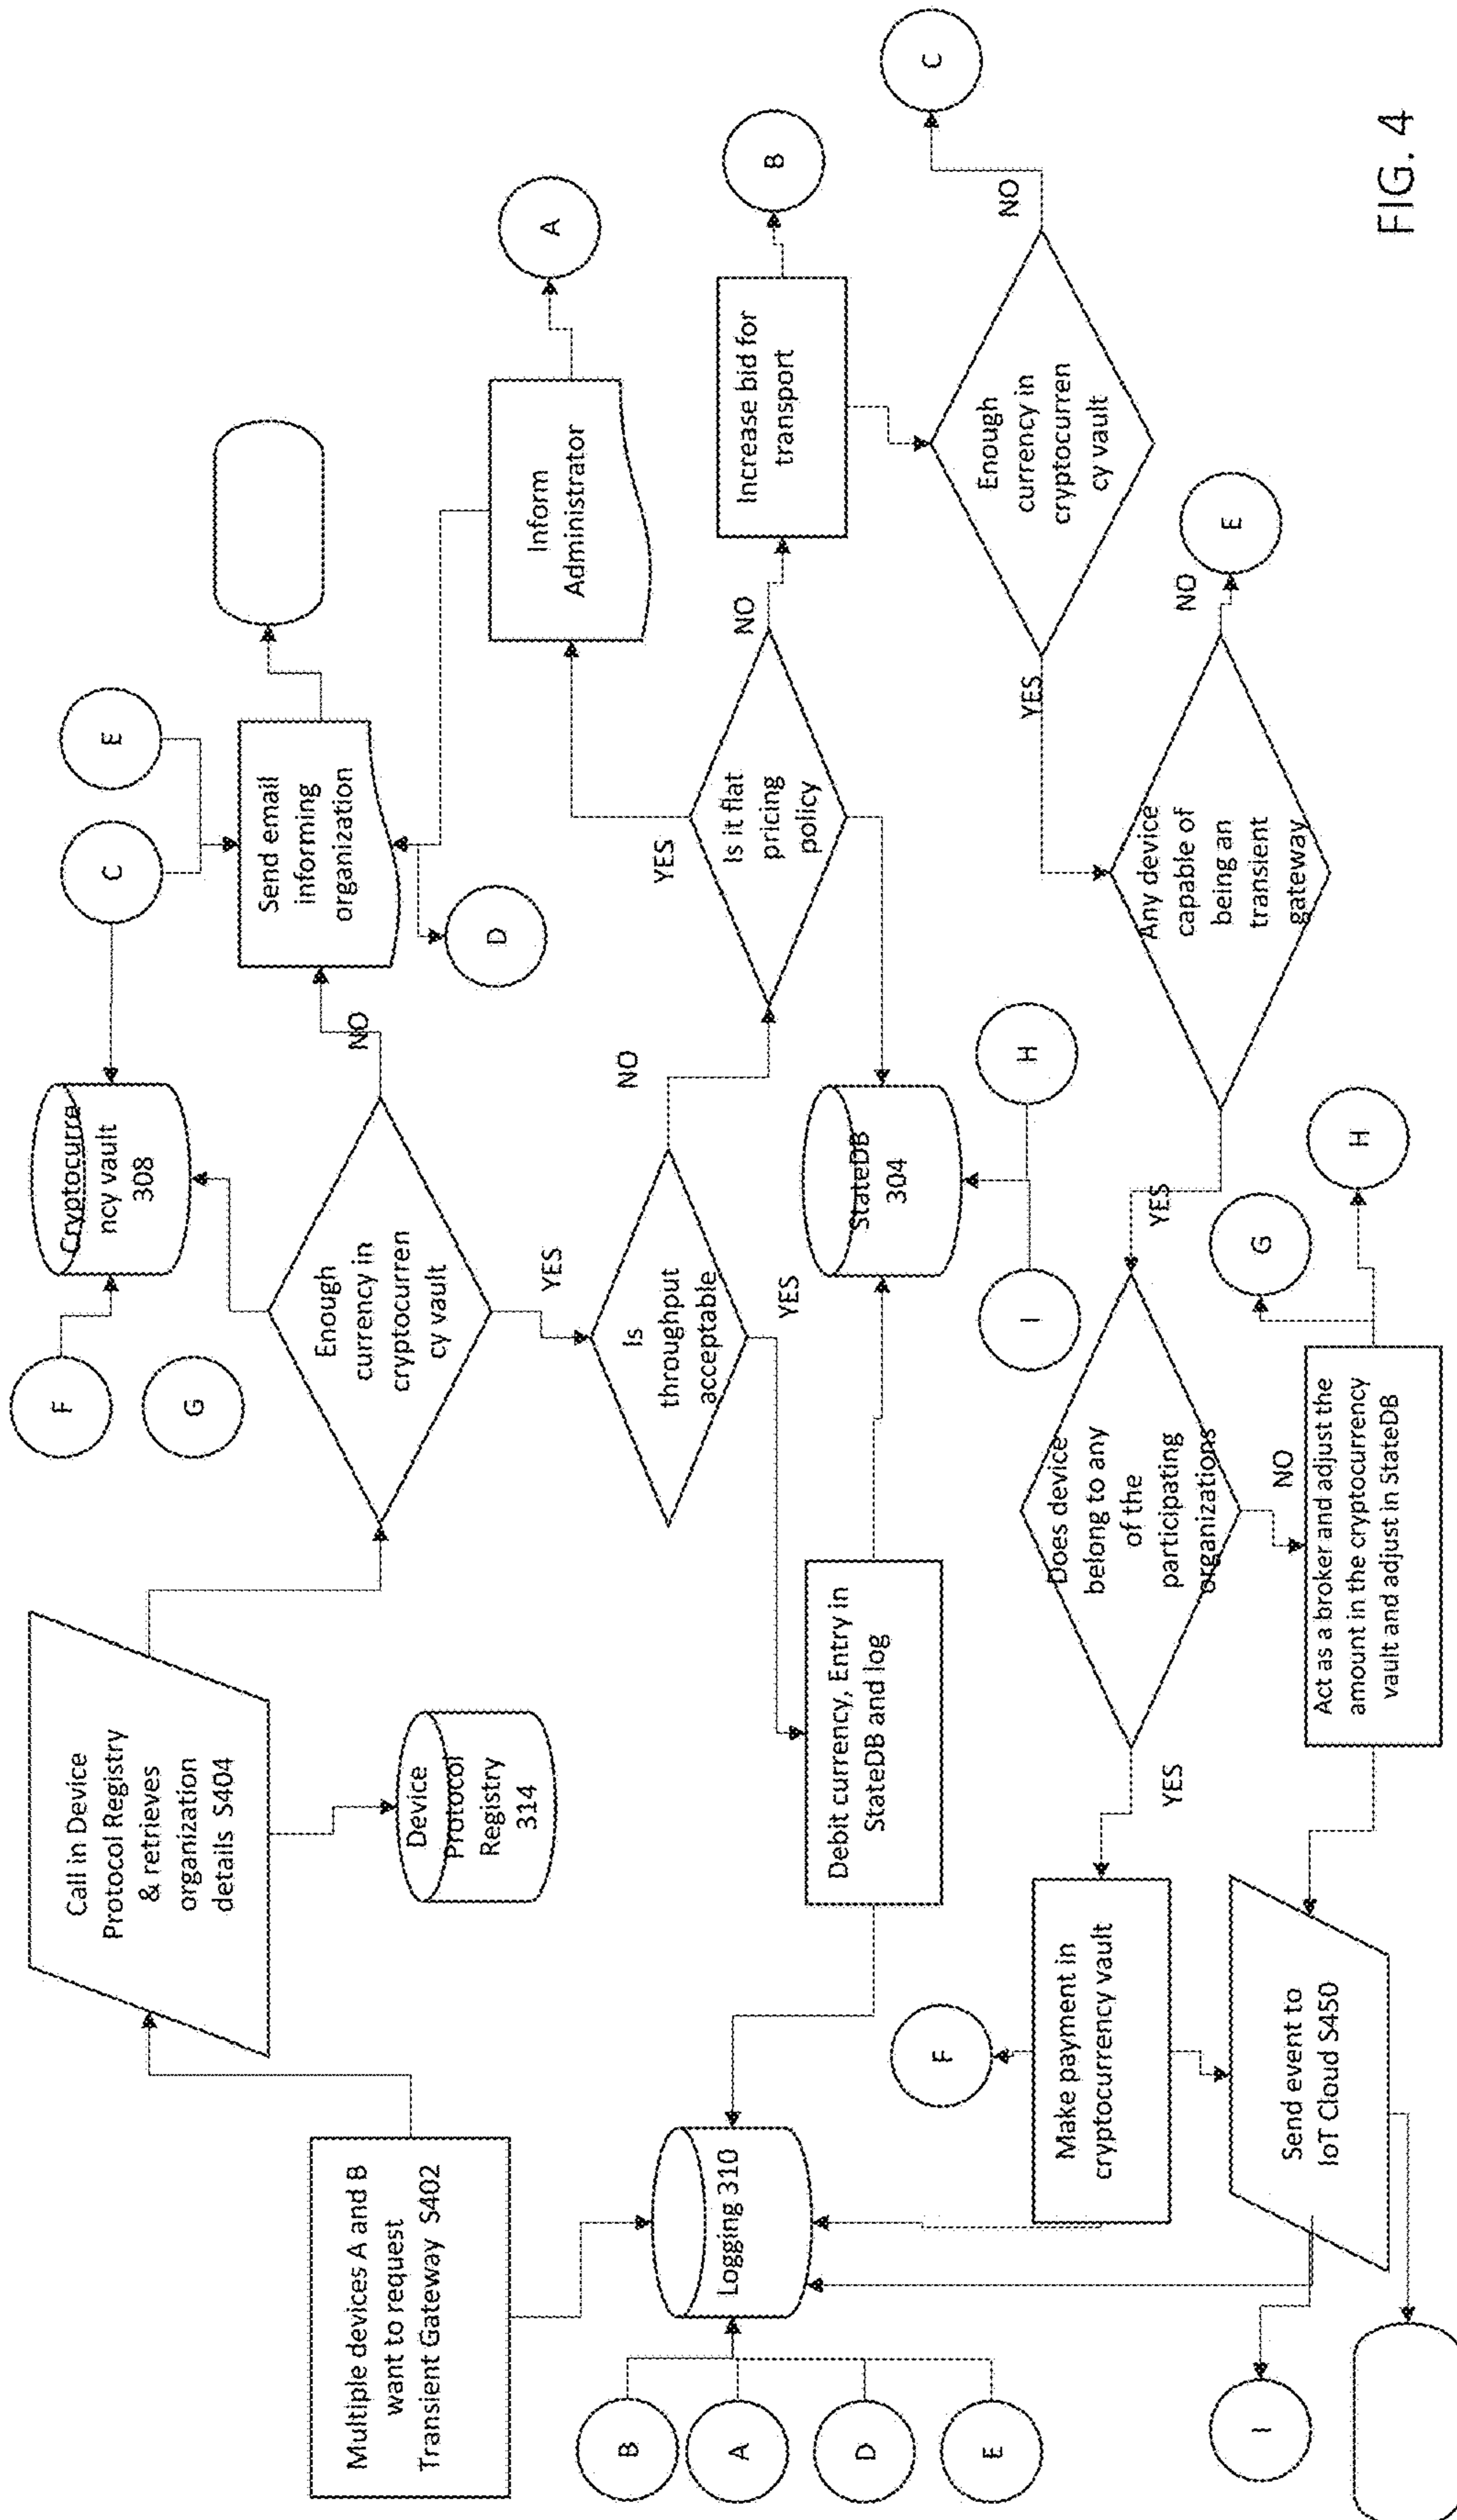 Multiple devices A and B
want to request
Transient Gateway S402
Call in Device
Protocol Registry
& retrieves
organization
details S404
Device
Protocol
Registry
314
F
G
Cryptocurre
ncy vault
308
C
E
Enough
currency in
cryptocurren
cy vault
NO
Send email
informing
organization
D
YES
Is
throughput
acceptable
NO
YES
Is it flat
pricing
policy
YES
NO
Inform
Administrator
A
Increase bid for
transport
B
Debit currency, Entry in
StateDB and log
StateDB
304
I
H
Logging 310
B
A
D
E
Enough
currency in
cryptocurren
cy vault
NO
C
YES
Any device
capable of
being an
transient
gateway
NO
E
YES
Does device
belong to any
of the
participating
organizations
YES
NO
Make payment in
cryptocurrency vault
F
Act as a broker and adjust the
amount in the cryptocurrency
vault and adjust in StateDB
G
H
Send event to
IoT Cloud S450
I
FIG. 4